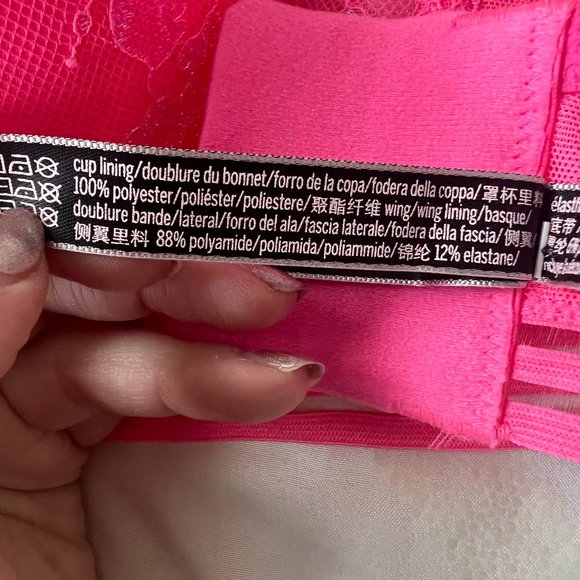 cup lining/doublure du bonnet/forro de la copa/fodera della coppa/罩杯里料
100% polyester/poliéster/poliestere/聚酯纤维 wing/wing lining/basque/
doublure bande/lateral/forro del ala/fascia laterale/fodera della fascia/侧翼
侧翼里料 88% polyamide/poliamida/poliammide/锦纶 12% elastane/